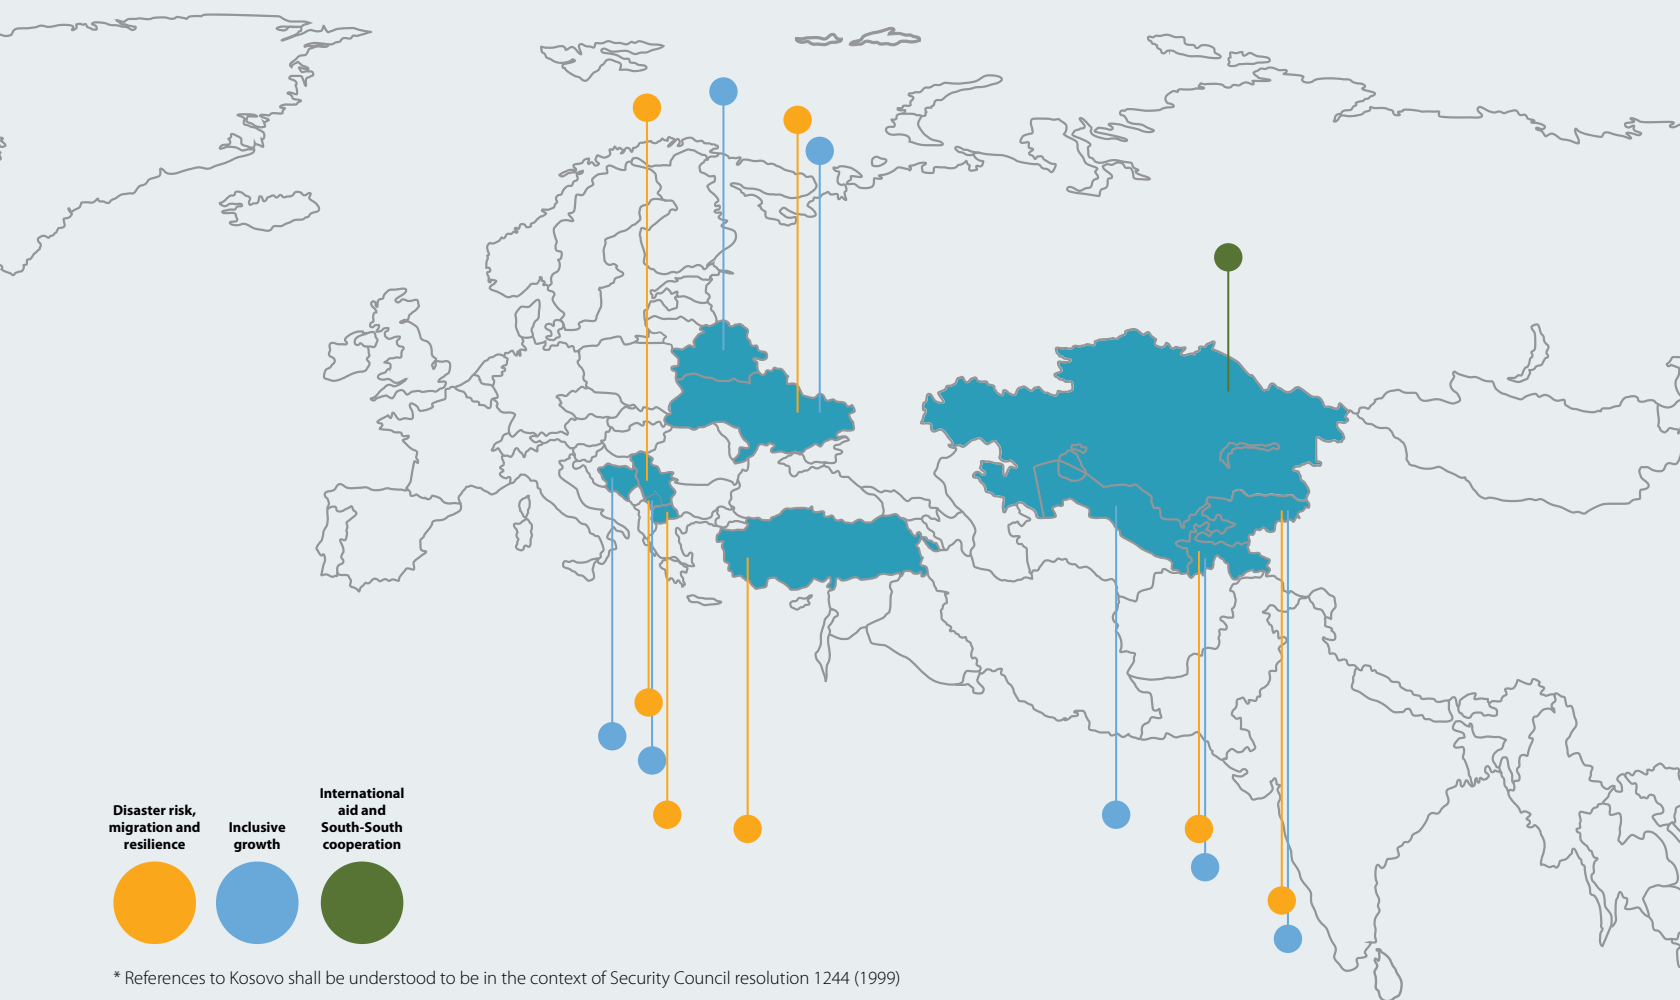 Disaster risk,
migration and
resilience
Inclusive
growth
International
aid and
South-South
cooperation
* References to Kosovo shall be understood to be in the context of Security Council resolution 1244 (1999)